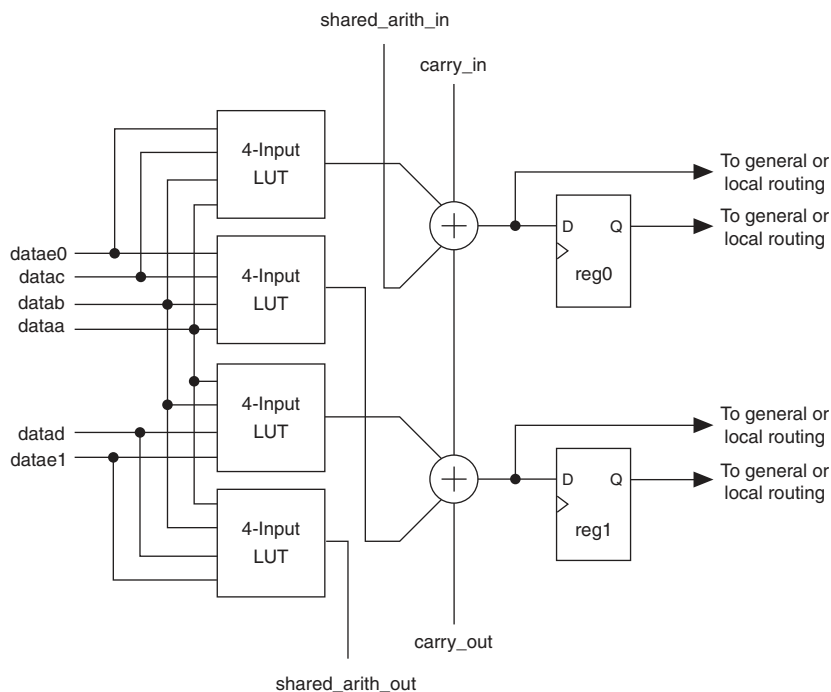 shared_arith_in
carry_in
4-Input
LUT
To general or
local routing
D Q
reg0
To general or
local routing
datae0
datac
datab
dataa
4-Input
LUT
4-Input
LUT
datad
datae1
To general or
local routing
D Q
reg1
To general or
local routing
4-Input
LUT
carry_out
shared_arith_out